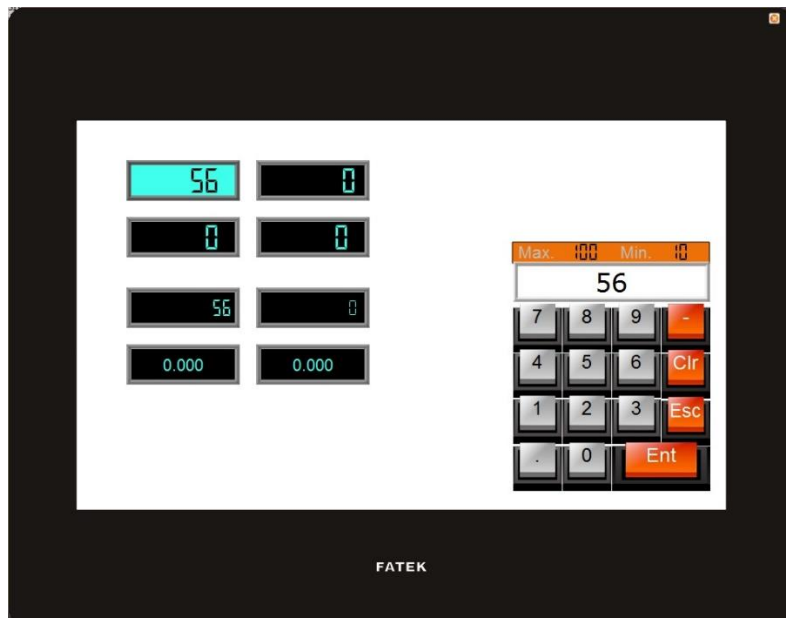 56 0
0 0
56 0
0.000 0.000
Max. 100 Min. 10
56
7 8 9 -
4 5 6 Clr
1 2 3 Esc
. 0 Ent
FATEK